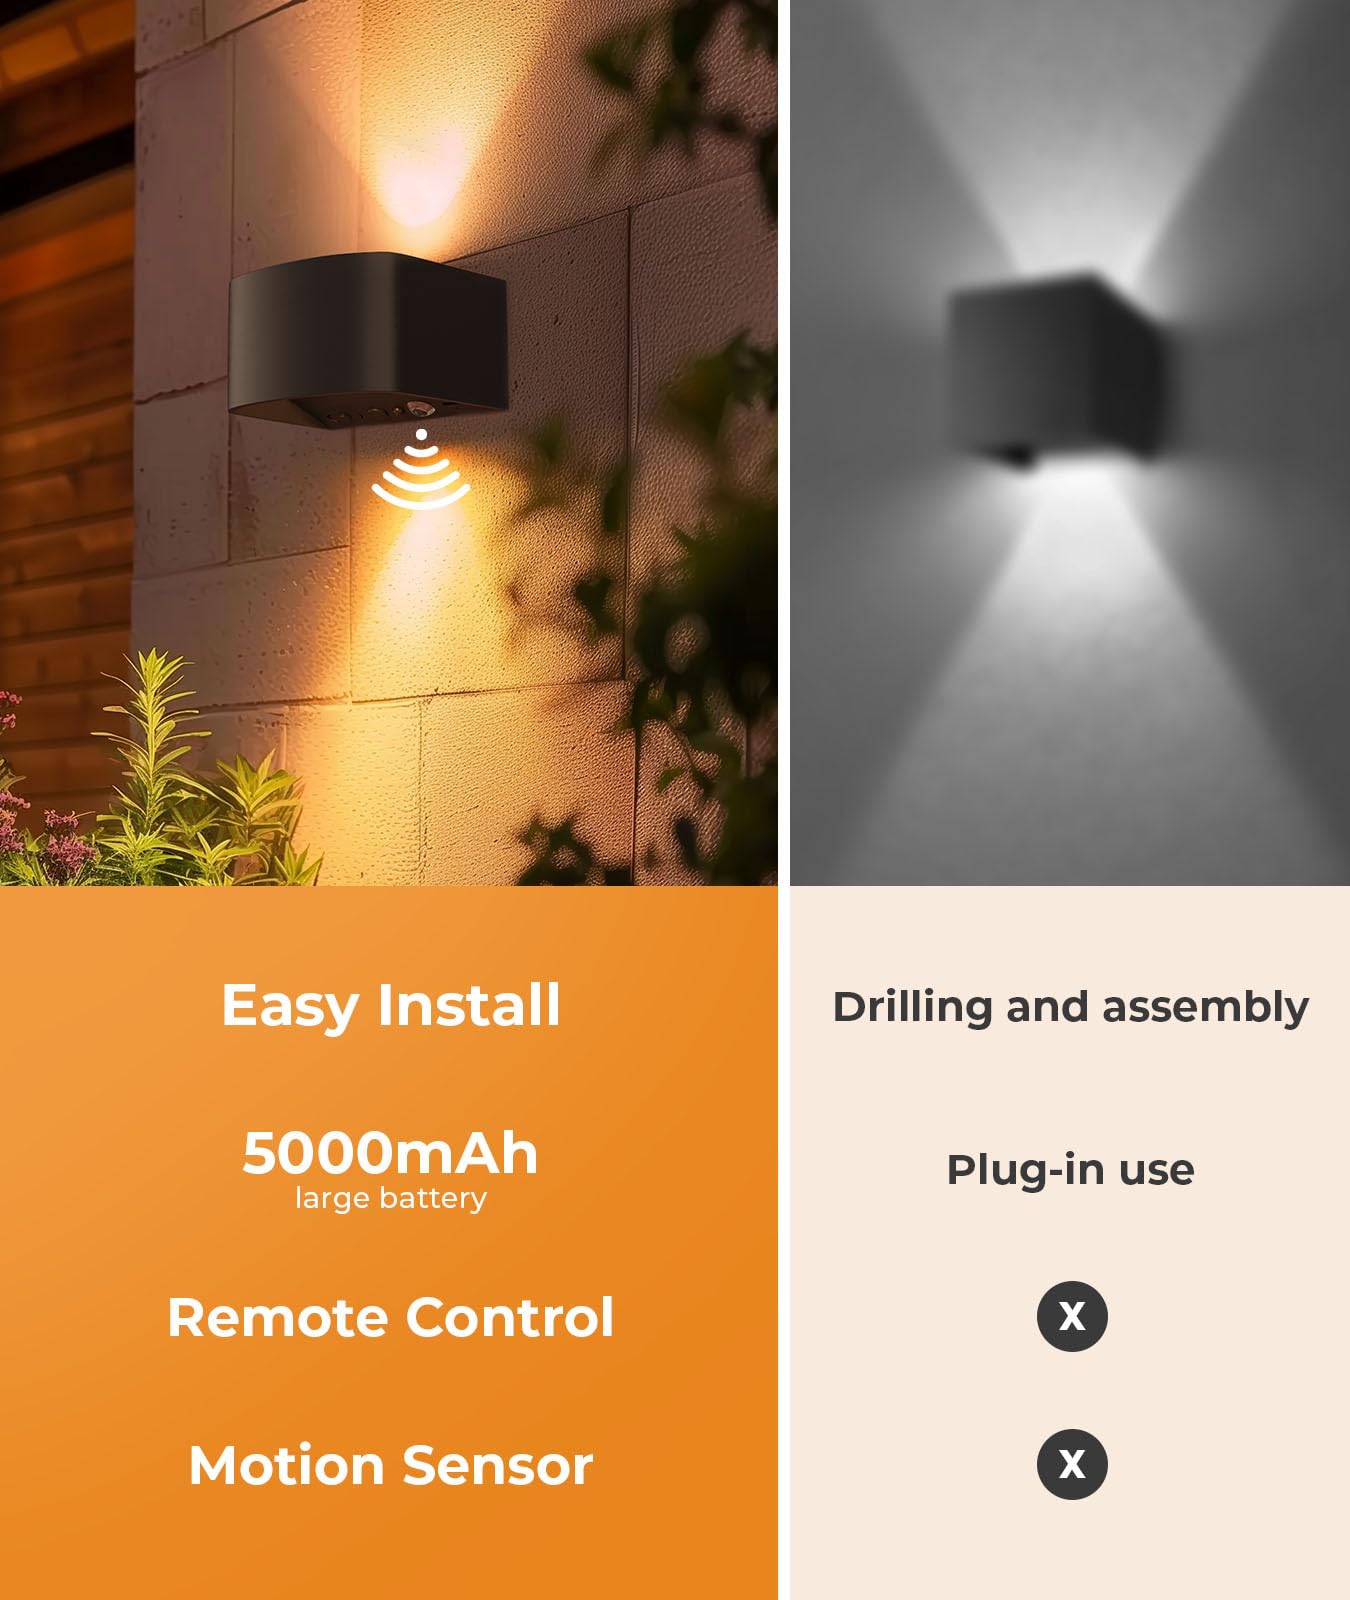 Easy Install
Drilling and assembly
5000mAh
large battery
Plug-in use
Remote Control
X
Motion Sensor
X